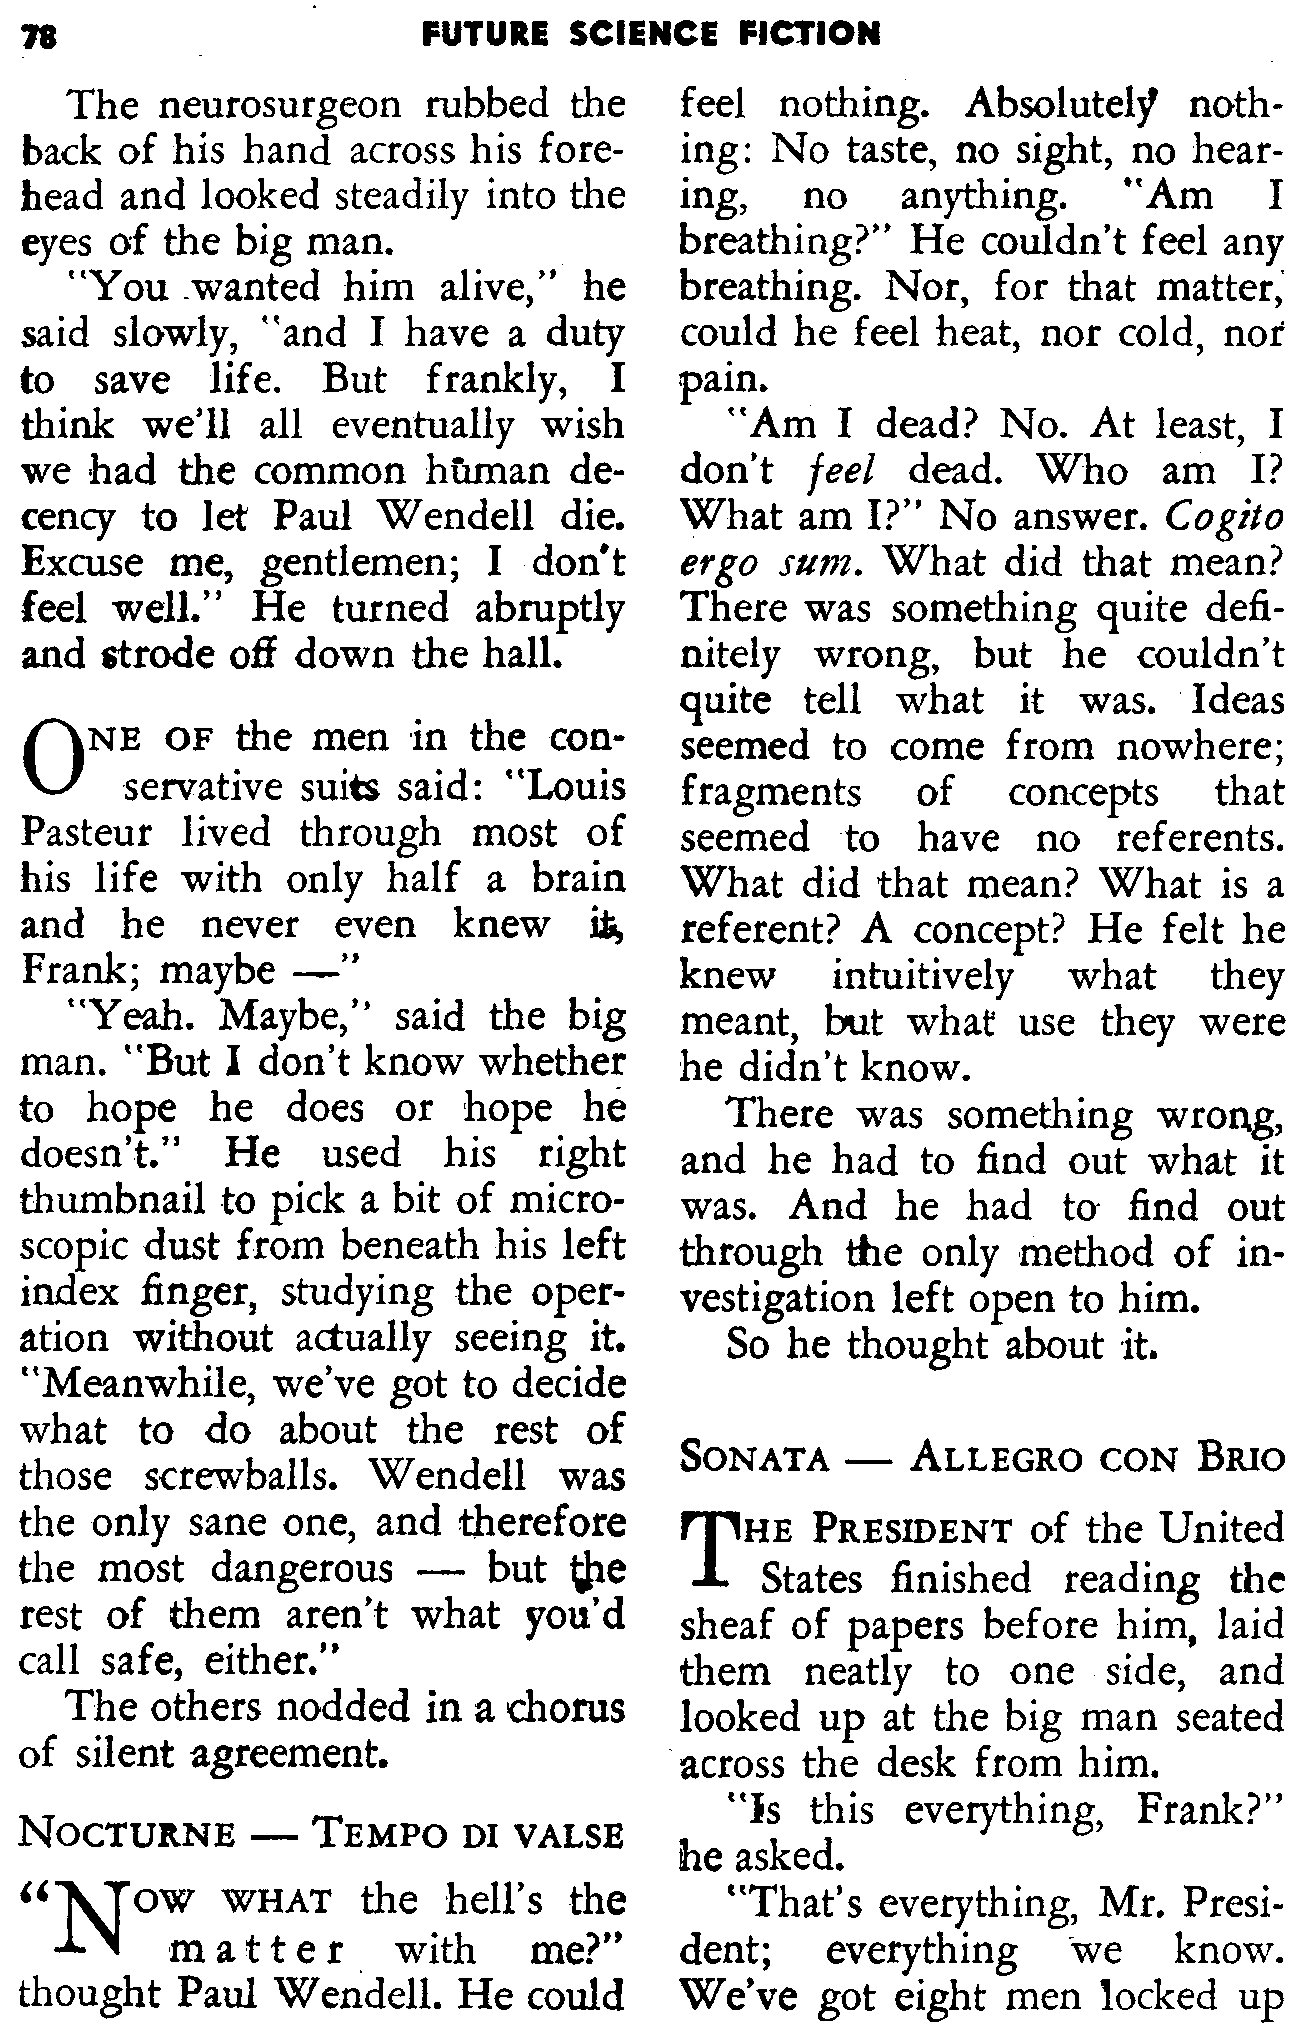 78 FUTURE SCIENCE FICTION
The neurosurgeon rubbed the
back of his hand across his fore-
head and looked steadily into the
eyes of the big man.
"You wanted him alive," he
said slowly, "and I have a duty
to save life. But frankly, I
think we'll all eventually wish
we had the common human de-
cency to let Paul Wendell die.
Excuse me, gentlemen; I don't
feel well." He turned abruptly
and strode off down the hall.
ONE OF the men in the con-
servative suits said: "Louis
Pasteur lived through most of
his life with only half a brain
and he never even knew it,
Frank; maybe —"
"Yeah. Maybe," said the big
man. "But I don't know whether
to hope he does or hope he
doesn't." He used his right
thumbnail to pick a bit of micro-
scopic dust from beneath his left
index finger, studying the oper-
ation without actually seeing it.
"Meanwhile, we've got to decide
what to do about the rest of
those screwballs. Wendell was
the only sane one, and therefore
the most dangerous — but the
rest of them aren't what you'd
call safe, either."
The others nodded in a chorus
of silent agreement.
NOCTURNE — TEMPO DI VALSE
"NOW WHAT the hell's the
matter with me?"
thought Paul Wendell. He could
feel nothing. Absolutely noth-
ing: No taste, no sight, no hear-
ing, no anything. "Am I
breathing?" He couldn't feel any
breathing. Nor, for that matter,
could he feel heat, nor cold, nor
pain.
"Am I dead? No. At least, I
don't feel dead. Who am I?
What am I?" No answer. Cogito
ergo sum. What did that mean?
There was something quite defi-
nitely wrong, but he couldn't
quite tell what it was. Ideas
seemed to come from nowhere;
fragments of concepts that
seemed to have no referents.
What did that mean? What is a
referent? A concept? He felt he
knew intuitively what they
meant, but what use they were
he didn't know.
There was something wrong,
and he had to find out what it
was. And he had to find out
through the only method of in-
vestigation left open to him.
So he thought about it.
SONATA — ALLEGRO CON BRIO
THE PRESIDENT of the United
States finished reading the
sheaf of papers before him, laid
them neatly to one side, and
looked up at the big man seated
across the desk from him.
"Is this everything, Frank?"
he asked.
"That's everything, Mr. Presi-
dent; everything we know.
We've got eight men locked up